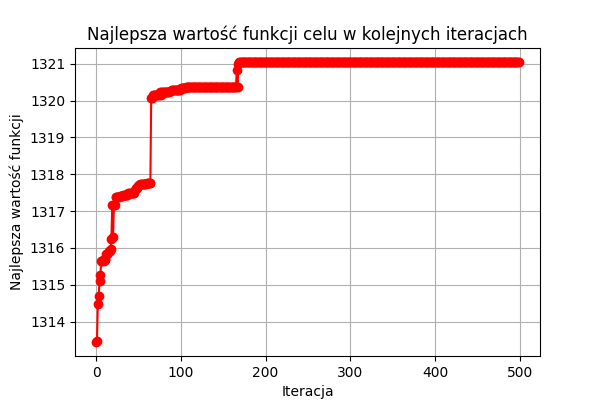 Najlepsza wartość funkcji celu w kolejnych iteracjach
Najlepsza wartość funkcji
1321
1320
1319
1318
1317
1316
1315
1314
0 100 200 300 400 500
Iteracja